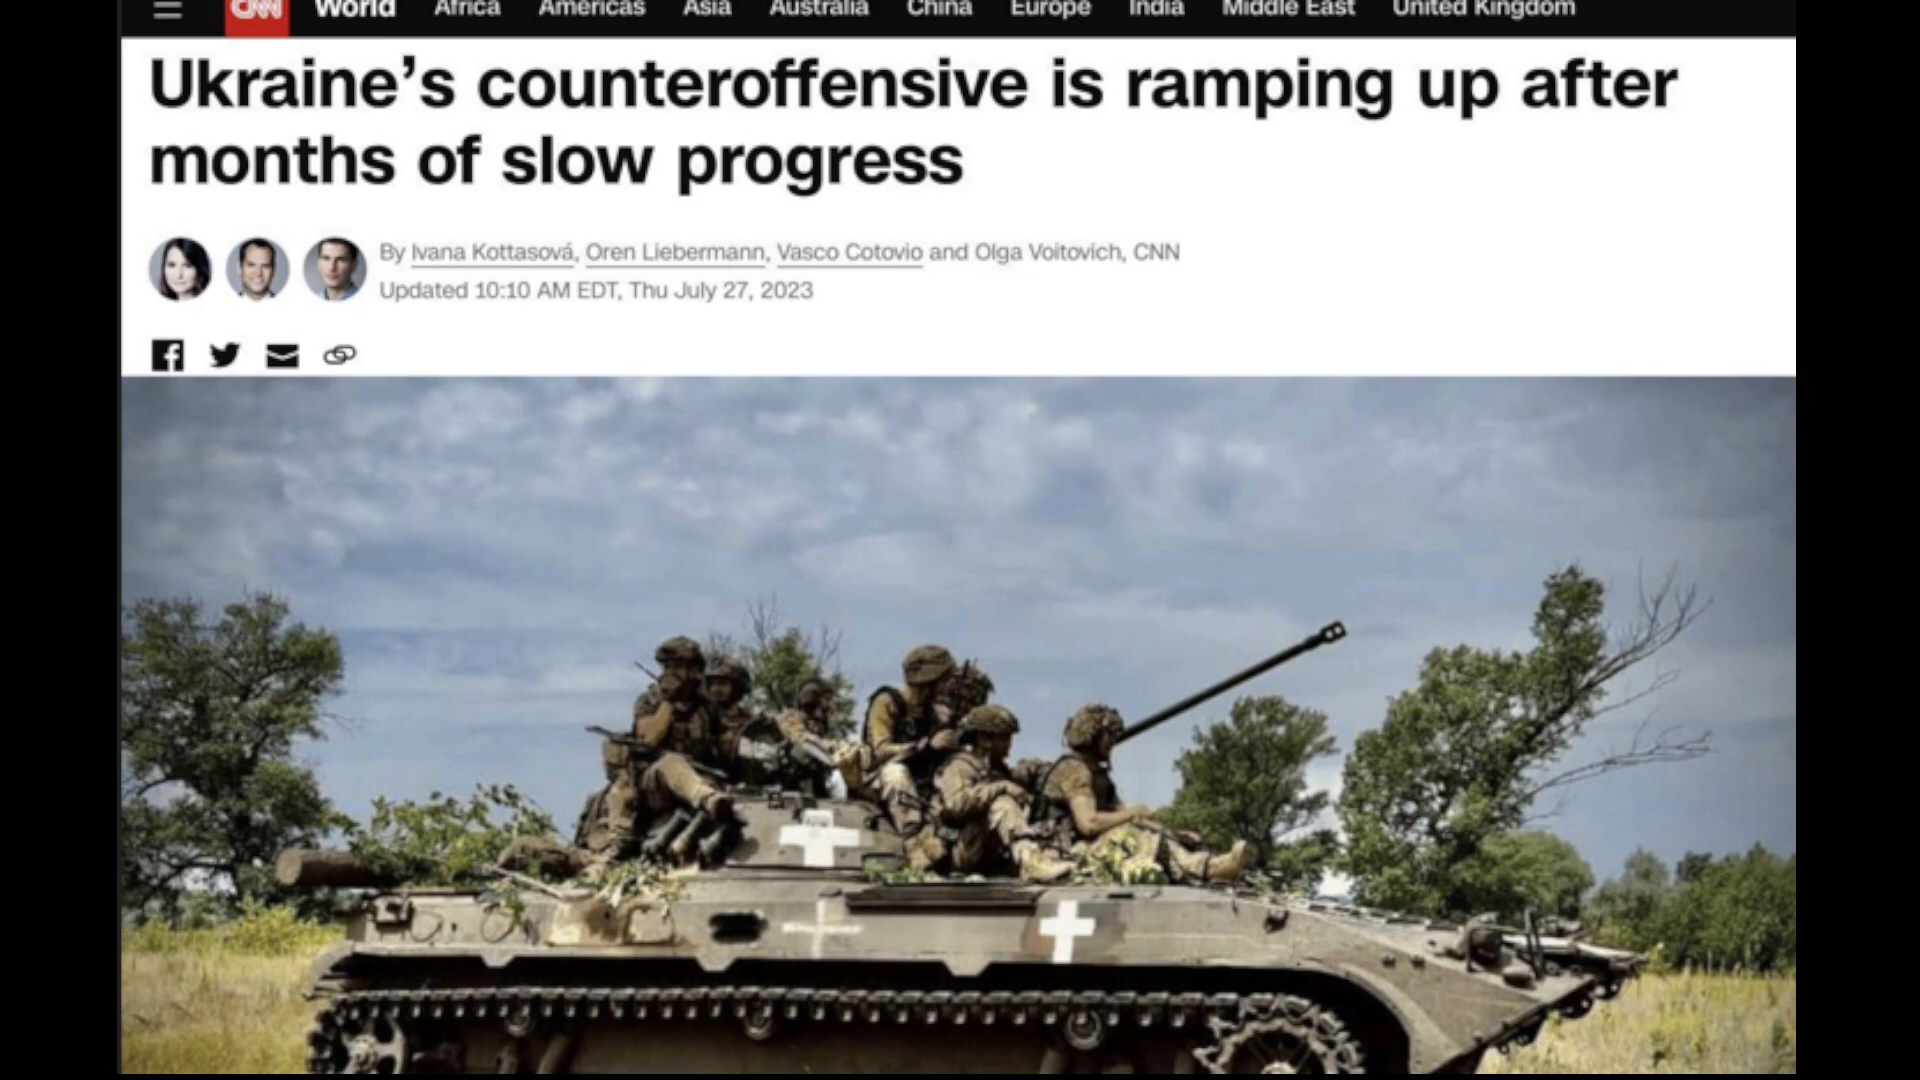 CNN World Africa Americas Asia Australia China Europe India Middle East United Kingdom
Ukraine’s counteroffensive is ramping up after
months of slow progress
By Ivana Kottasová, Oren Liebermann, Vasco Cotovio and Olga Voitovich, CNN
Updated 10:10 AM EDT, Thu July 27, 2023